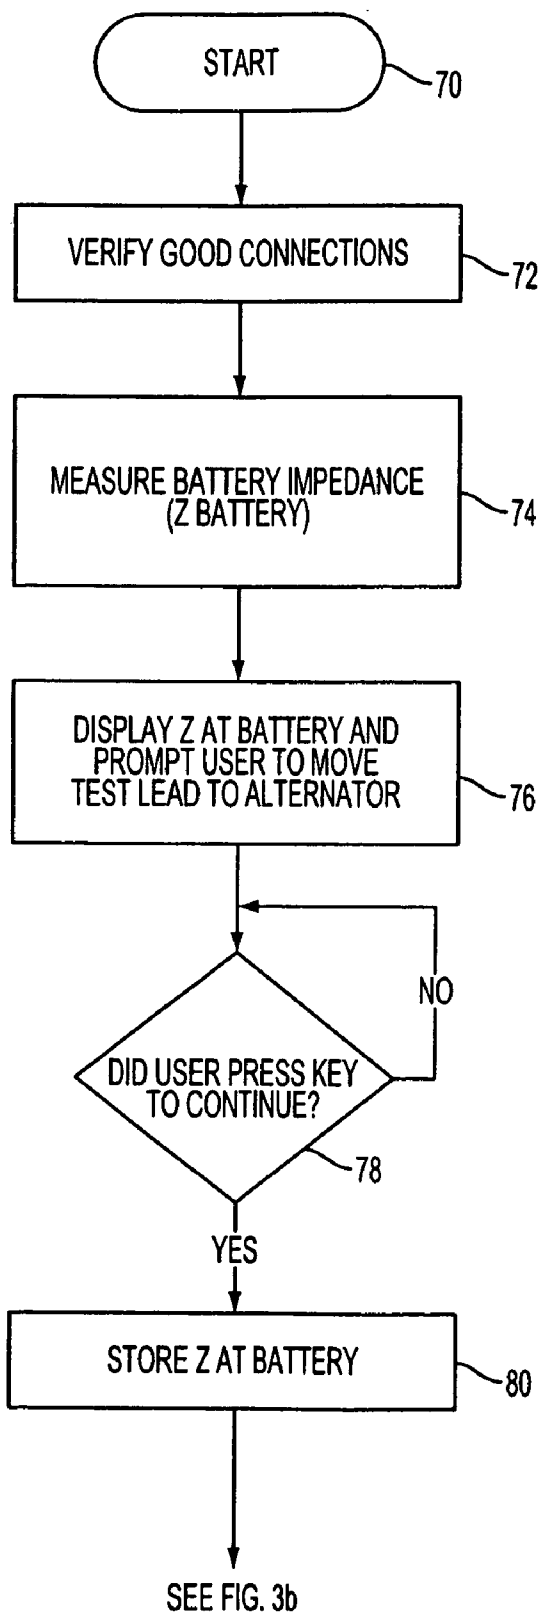 START
70
VERIFY GOOD CONNECTIONS
72
MEASURE BATTERY IMPEDANCE
(Z BATTERY)
74
DISPLAY Z AT BATTERY AND
PROMPT USER TO MOVE
TEST LEAD TO ALTERNATOR
76
NO
DID USER PRESS KEY
TO CONTINUE?
78
YES
STORE Z AT BATTERY
80
SEE FIG. 3b